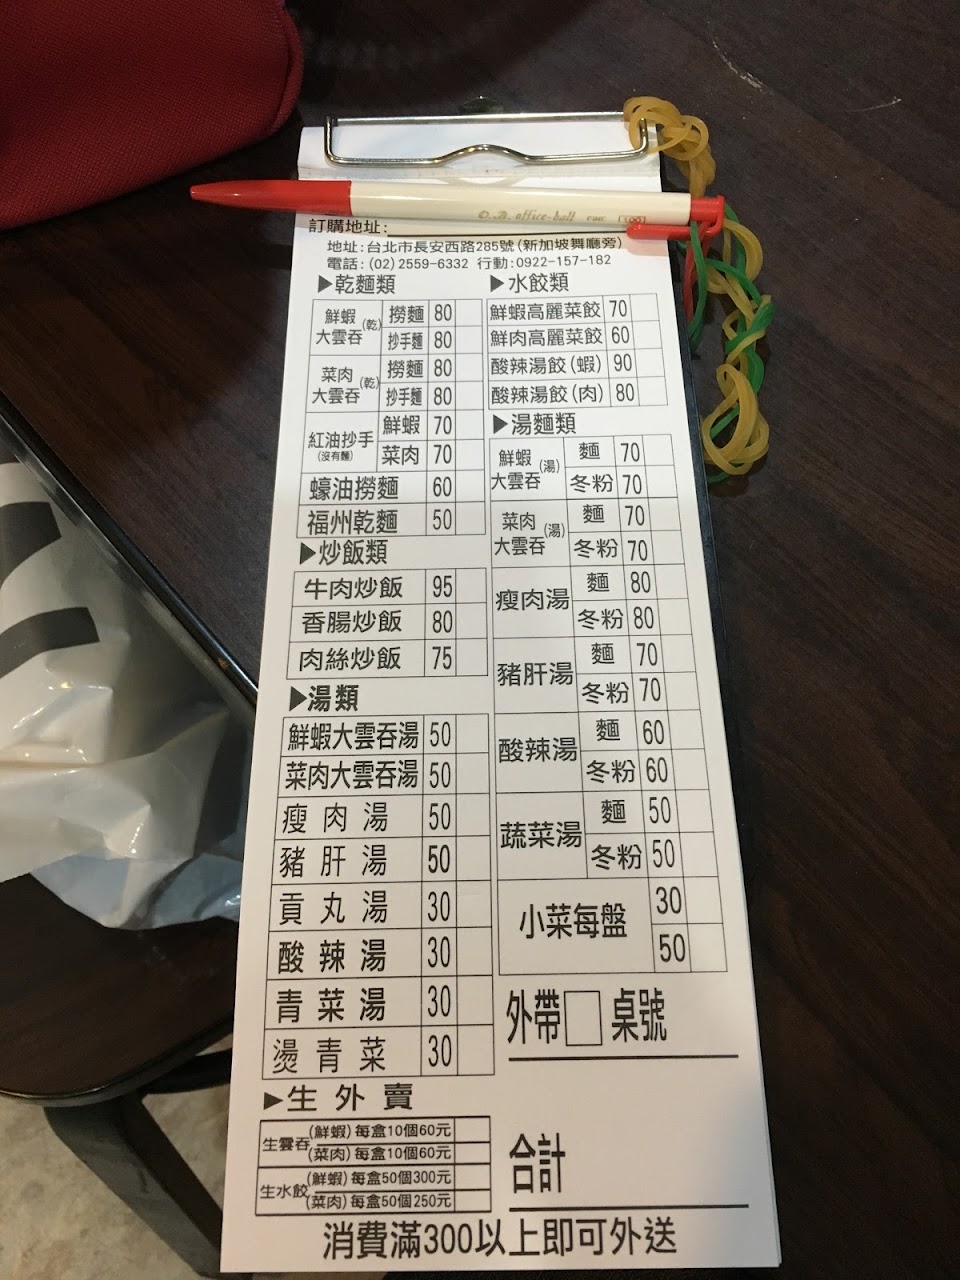 O.B. office-ball
訂購地址:
地址:台北市長安西路285號(新加坡舞廳旁)
電話:(02)2559-6332 行動:0922-157-182
▶乾麵類
鮮蝦大雲吞(乾) 撈麵 80
抄手麵 80
菜肉大雲吞(乾) 撈麵 80
抄手麵 80
紅油抄手(沒有麵) 鮮蝦 70
菜肉 70
蠔油撈麵 60
福州乾麵 50
▶炒飯類
牛肉炒飯 95
香腸炒飯 80
肉絲炒飯 75
▶湯類
鮮蝦大雲吞湯 50
菜肉大雲吞湯 50
瘦肉湯 50
豬肝湯 50
貢丸湯 30
酸辣湯 30
青菜湯 30
燙青菜 30
▶生外賣
生雲吞 (鮮蝦)每盒10個60元
(菜肉)每盒10個60元
生水餃 (鮮蝦)每盒50個300元
(菜肉)每盒50個250元
▶水餃類
鮮蝦高麗菜餃 70
鮮肉高麗菜餃 60
酸辣湯餃(蝦) 90
酸辣湯餃(肉) 80
▶湯麵類
鮮蝦大雲吞(湯) 麵 70
冬粉 70
菜肉大雲吞(湯) 麵 70
冬粉 70
瘦肉湯 麵 80
冬粉 80
豬肝湯 麵 70
冬粉 70
酸辣湯 麵 60
冬粉 60
蔬菜湯 麵 50
冬粉 50
小菜每盤 30
50
外帶 桌號
合計
消費滿300以上即可外送